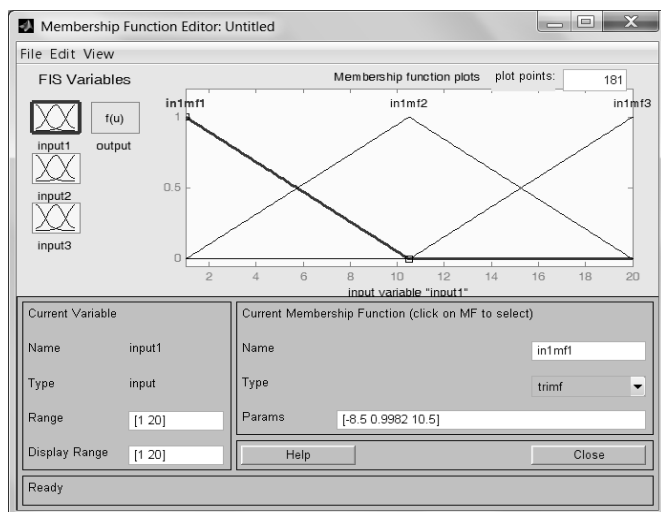 Membership Function Editor: Untitled
File Edit View
FIS Variables
Membership function plots plot points: 181
f(u)
input1 output
input2
input3
in1mf1 in1mf2 in1mf3
1
0.5
0
2 4 6 8 10 12 14 16 18 20
input variable "input1"
Current Variable
Name input1
Type input
Range [1 20]
Display Range [1 20]
Current Membership Function (click on MF to select)
Name in1mf1
Type trimf
Params [-8.5 0.9982 10.5]
Help Close
Ready